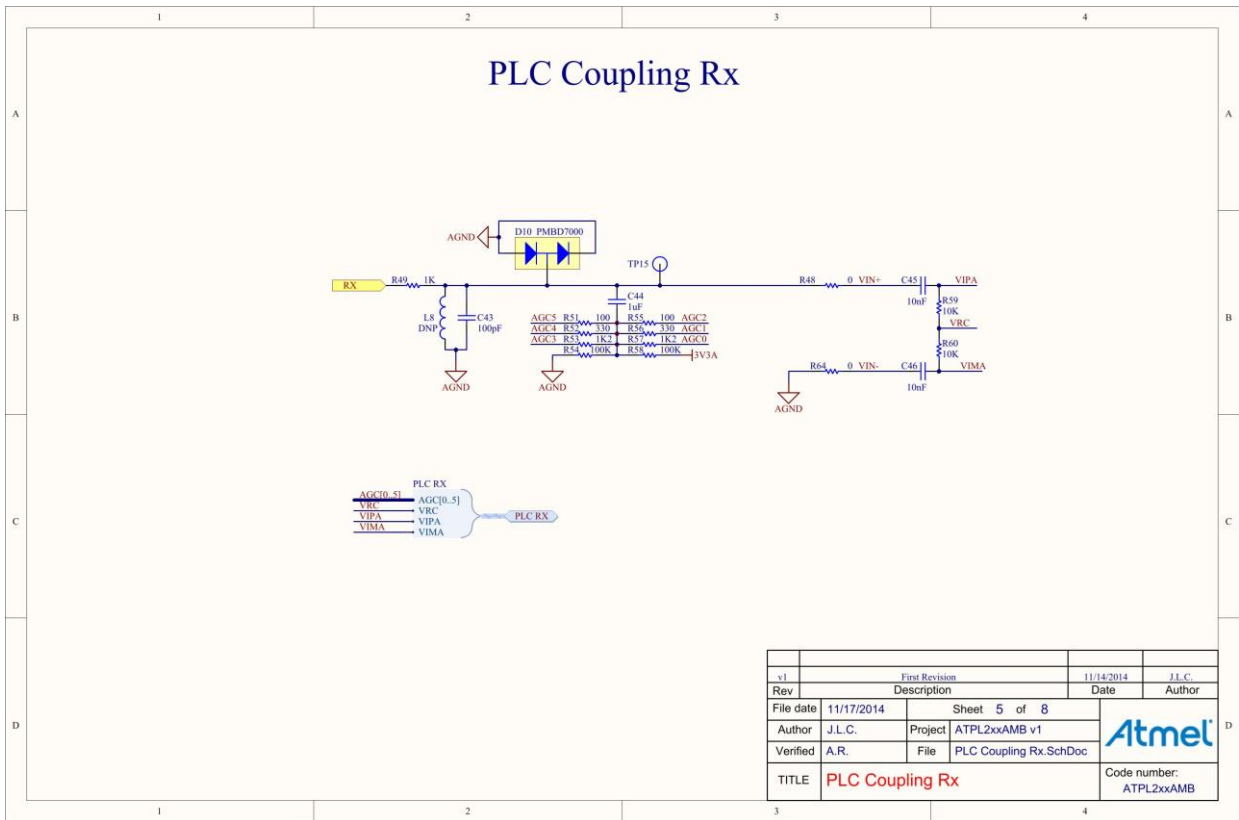 1 2 3 4
PLC Coupling Rx
A A
D10 PMBD7000
AGND
TP15
RX R49 1K R48 0 VIN+ C45 VIPA
C44
1uF
10nF
R59
10K
L8
DNP
C43
100pF
AGC5 R51 100 R55 100 AGC2
B B
AGC4 R52 330 R56 330 AGC1
VRC
AGC3 R53 1K2 R57 1K2 AGC0
R54 100K R58 100K 3V3A
R60
10K
R64 0 VIN- C46 VIMA
10nF
AGND AGND
AGND
PLC RX
AGC[0..5] AGC[0..5]
VRC VRC
VIPA VIPA
VIMA VIMA
PLC RX
C C
v1 First Revision 11/14/2014 J.L.C.
Rev Description Date Author
File date 11/17/2014 Sheet 5 of 8
Author J.L.C. Project ATPL2xxAMB v1
Atmel
Verified A.R. File PLC Coupling Rx.SchDoc
TITLE PLC Coupling Rx
Code number:
ATPL2xxAMB
D D
1 2 3 4